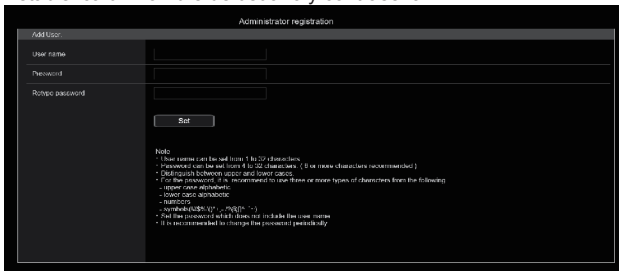 Administrator registration
Add User.
User name
Password
Retype password
Set
Note
* User name can be set from 1 to 32 characters
* Password can be set from 4 to 32 characters. ( 8 or more characters recommended )
* Distinguish between upper and lower cases.
* For the password, it is recommend to use three or more types of characters from the following.
- upper case alphabetic
- lower case alphabetic
- numbers
* Set the password which does not include the user name
* It is recommended to change the password periodically